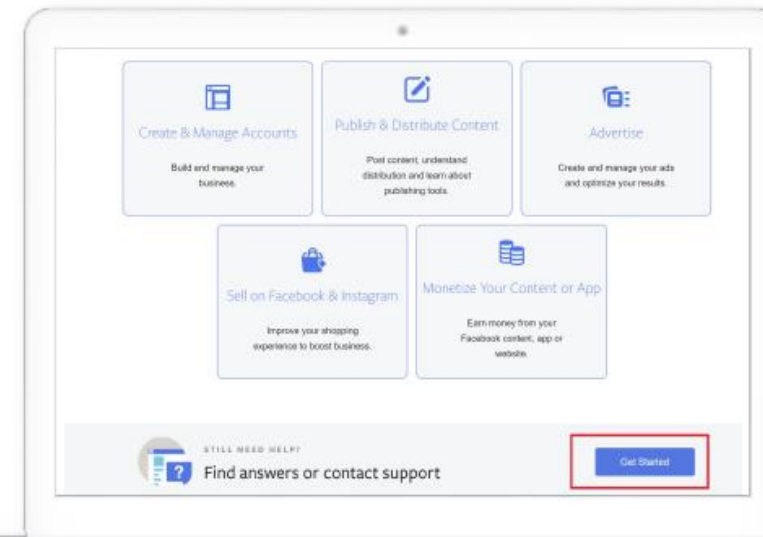 Create & Manage Accounts
Build and manage your
business.
Publish & Distribute Content
Post content, understand
distribution and learn about
publishing tools.
Advertise
Create and manage your ads
and optimize your results.
Sell on Facebook & Instagram
Improve your shopping
experience to boost business.
Monetize Your Content or App
Earn money from your
Facebook content, app or
website.
STILL NEED HELP?
Find answers or contact support
Get Started